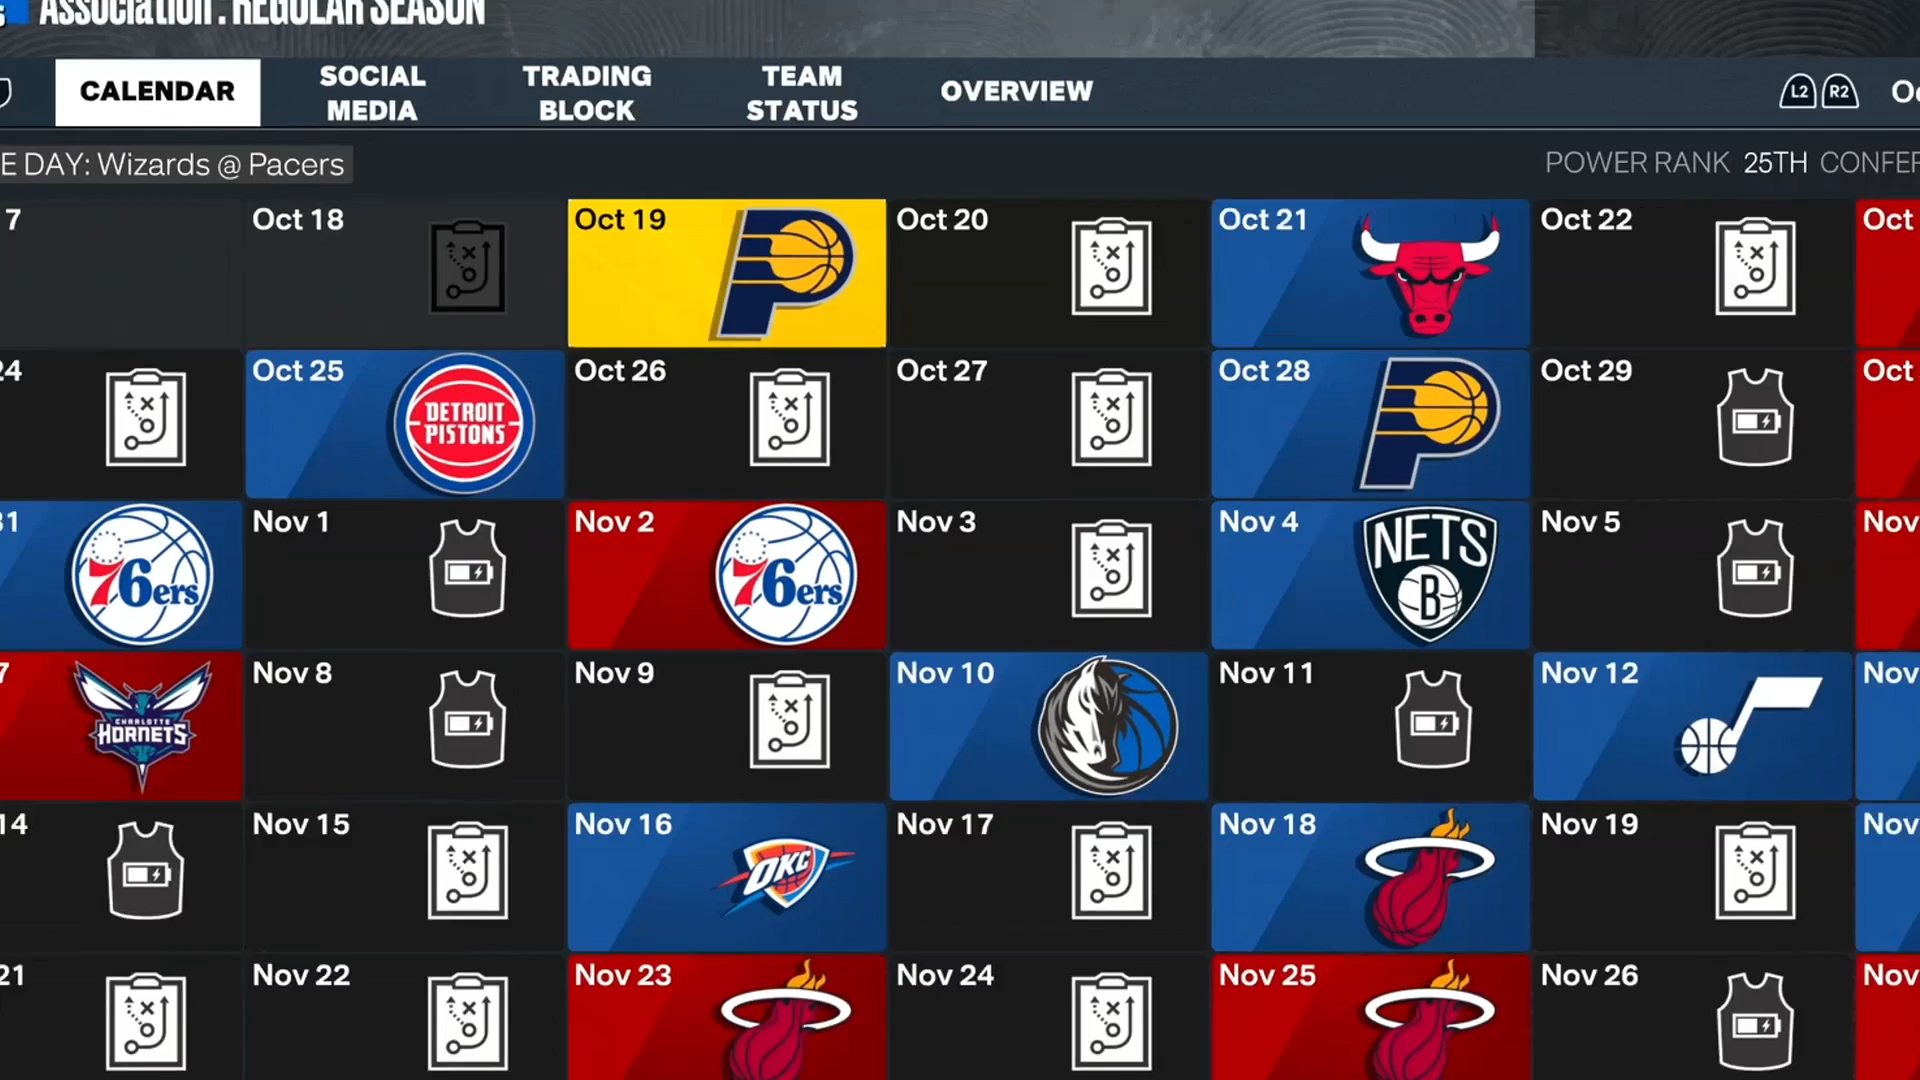 Association : REGULAR SEASON
CALENDAR
SOCIAL
MEDIA
TRADING
BLOCK
TEAM
STATUS
OVERVIEW
L2 R2
E DAY: Wizards @ Pacers
POWER RANK 25TH CONFER
7
Oct 18
Oct 19
Oct 20
Oct 21
Oct 22
Oct
24
Oct 25
DETROIT
PISTONS
Oct 26
Oct 27
Oct 28
Oct 29
Oct
31
76ers
Nov 1
Nov 2
76ers
Nov 3
Nov 4
NETS
B
Nov 5
Nov
7
CHARLOTTE
HORNETS
Nov 8
Nov 9
Nov 10
Nov 11
Nov 12
Nov
14
Nov 15
Nov 16
OKC
Nov 17
Nov 18
Nov 19
Nov
21
Nov 22
Nov 23
Nov 24
Nov 25
Nov 26
Nov